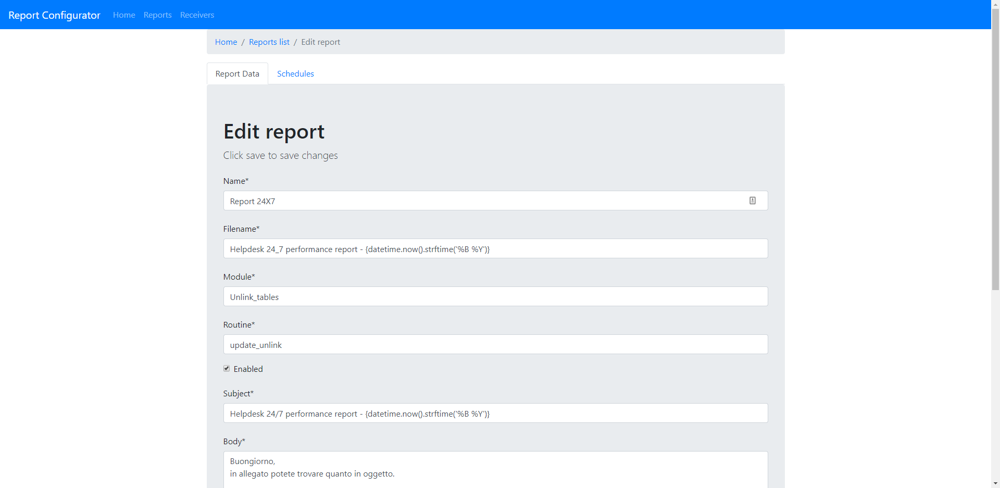 Report Configurator Home Reports Receivers
Home / Reports list / Edit report
Report Data Schedules
Edit report
Click save to save changes
Name*
Report 24X7
Filename*
Helpdesk 24_7 performance report - {datetime.now().strftime('%B %Y')}
Module*
Unlink_tables
Routine*
update_unlink
Enabled
Subject*
Helpdesk 24/7 performance report - {datetime.now().strftime('%B %Y')}
Body*
Buongiorno,
in allegato potete trovare quanto in oggetto.